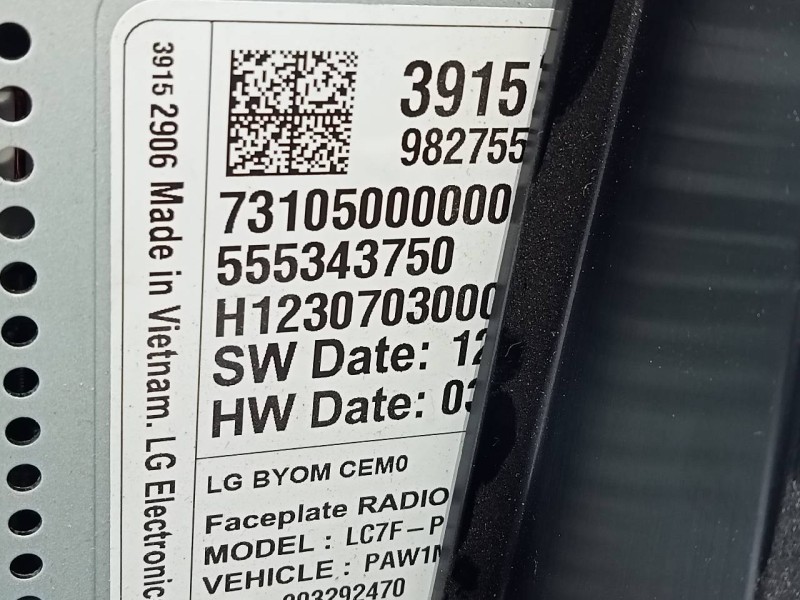 3915 2906 Made in Vietnam. LG Electronic
3915
982755
73105000000
555343750
H1230703000
SW Date: 12
HW Date: 03
LG BYOM CEM0
Faceplate RADIO
MODEL : LC7F-P
VEHICLE : PAW1M
003292470